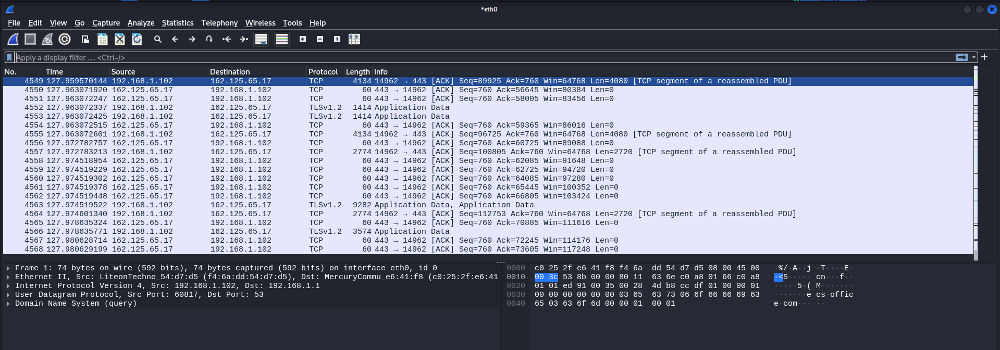 *eth0
File Edit View Go Capture Analyze Statistics Telephony Wireless Tools Help
Apply a display filter … <Ctrl-/>
No. Time Source Destination Protocol Length Info
4549 127.959570144 192.168.1.102 162.125.65.17 TCP 4134 14962 → 443 [ACK] Seq=89925 Ack=760 Win=64768 Len=4080 [TCP segment of a reassembled PDU]
4550 127.963071920 162.125.65.17 192.168.1.102 TCP 60 443 → 14962 [ACK] Seq=760 Ack=56645 Win=80384 Len=0
4551 127.963072247 162.125.65.17 192.168.1.102 TCP 60 443 → 14962 [ACK] Seq=760 Ack=58005 Win=83456 Len=0
4552 127.963072337 192.168.1.102 162.125.65.17 TLSv1.2 1414 Application Data
4553 127.963072425 192.168.1.102 162.125.65.17 TLSv1.2 1414 Application Data
4554 127.963072515 162.125.65.17 192.168.1.102 TCP 60 443 → 14962 [ACK] Seq=760 Ack=59365 Win=86016 Len=0
4555 127.963072601 192.168.1.102 162.125.65.17 TCP 4134 14962 → 443 [ACK] Seq=96725 Ack=760 Win=64768 Len=4080 [TCP segment of a reassembled PDU]
4556 127.972782757 162.125.65.17 192.168.1.102 TCP 60 443 → 14962 [ACK] Seq=760 Ack=60725 Win=89088 Len=0
4557 127.972783213 192.168.1.102 162.125.65.17 TCP 2774 14962 → 443 [ACK] Seq=100805 Ack=760 Win=64768 Len=2720 [TCP segment of a reassembled PDU]
4558 127.974518954 162.125.65.17 192.168.1.102 TCP 60 443 → 14962 [ACK] Seq=760 Ack=62085 Win=91648 Len=0
4559 127.974519229 162.125.65.17 192.168.1.102 TCP 60 443 → 14962 [ACK] Seq=760 Ack=62725 Win=94720 Len=0
4560 127.974519302 162.125.65.17 192.168.1.102 TCP 60 443 → 14962 [ACK] Seq=760 Ack=64085 Win=97280 Len=0
4561 127.974519378 162.125.65.17 192.168.1.102 TCP 60 443 → 14962 [ACK] Seq=760 Ack=65445 Win=100352 Len=0
4562 127.974519448 162.125.65.17 192.168.1.102 TCP 60 443 → 14962 [ACK] Seq=760 Ack=66805 Win=103424 Len=0
4563 127.974519522 192.168.1.102 162.125.65.17 TLSv1.2 9282 Application Data, Application Data
4564 127.974601340 192.168.1.102 162.125.65.17 TCP 2774 14962 → 443 [ACK] Seq=112753 Ack=760 Win=64768 Len=2720 [TCP segment of a reassembled PDU]
4565 127.978635324 162.125.65.17 192.168.1.102 TCP 60 443 → 14962 [ACK] Seq=760 Ack=70885 Win=111616 Len=0
4566 127.978635771 192.168.1.102 162.125.65.17 TLSv1.2 3574 Application Data
4567 127.980628714 162.125.65.17 192.168.1.102 TCP 60 443 → 14962 [ACK] Seq=760 Ack=72245 Win=114176 Len=0
4568 127.980629199 162.125.65.17 192.168.1.102 TCP 60 443 → 14962 [ACK] Seq=760 Ack=73605 Win=117248 Len=0
Frame 1: 74 bytes on wire (592 bits), 74 bytes captured (592 bits) on interface eth0, id 0
Ethernet II, Src: LiteonTechno_54:d7:d5 (f4:6a:dd:54:d7:d5), Dst: MercuryCommu_e6:41:f8 (c0:25:2f:e6:41
Internet Protocol Version 4, Src: 192.168.1.102, Dst: 192.168.1.1
User Datagram Protocol, Src Port: 60817, Dst Port: 53
Domain Name System (query)
0000 c0 25 2f e6 41 f8 f4 6a dd 54 d7 d5 08 00 45 00 ·%/·A··j ·T····E·
0010 00 3c 53 8b 00 00 80 11 63 6e c0 a8 01 66 c0 a8 ·<S····· cn···f··
0020 01 01 ed 91 00 35 00 28 4d b8 cc df 01 00 00 01 ·····5·( M·······
0030 00 00 00 00 00 00 03 65 63 73 06 6f 66 66 69 63 ·······e cs·offic
0040 65 03 63 6f 6d 00 00 01 00 01 e·com··· ··